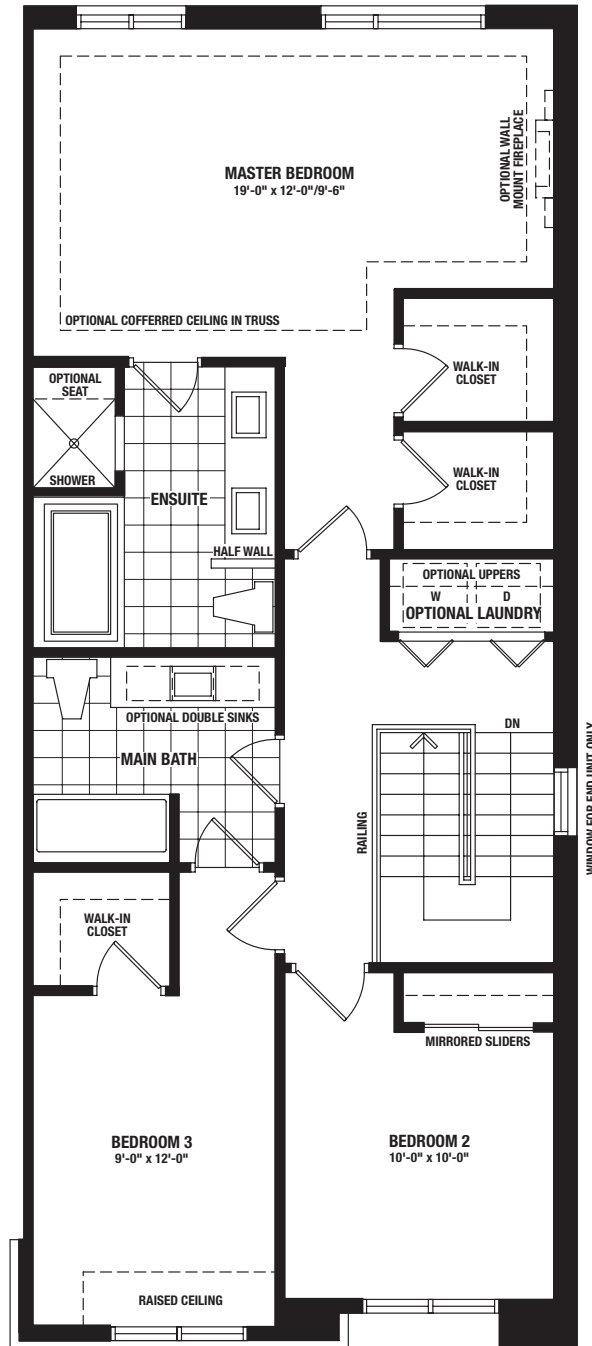 MASTER BEDROOM
19'-0" x 12'-0"/9'-6"
OPTIONAL WALL
MOUNT FIREPLACE
OPTIONAL COFFERRED CEILING IN TRUSS
OPTIONAL
SEAT
SHOWER
ENSUITE
HALF WALL
WALK-IN
CLOSET
WALK-IN
CLOSET
OPTIONAL UPPERS
W
D
OPTIONAL LAUNDRY
OPTIONAL DOUBLE SINKS
MAIN BATH
DN
RAILING
WINDOW FOR END UNIT ONLY
WALK-IN
CLOSET
MIRRORED SLIDERS
BEDROOM 3
9'-0" x 12'-0"
BEDROOM 2
10'-0" x 10'-0"
RAISED CEILING